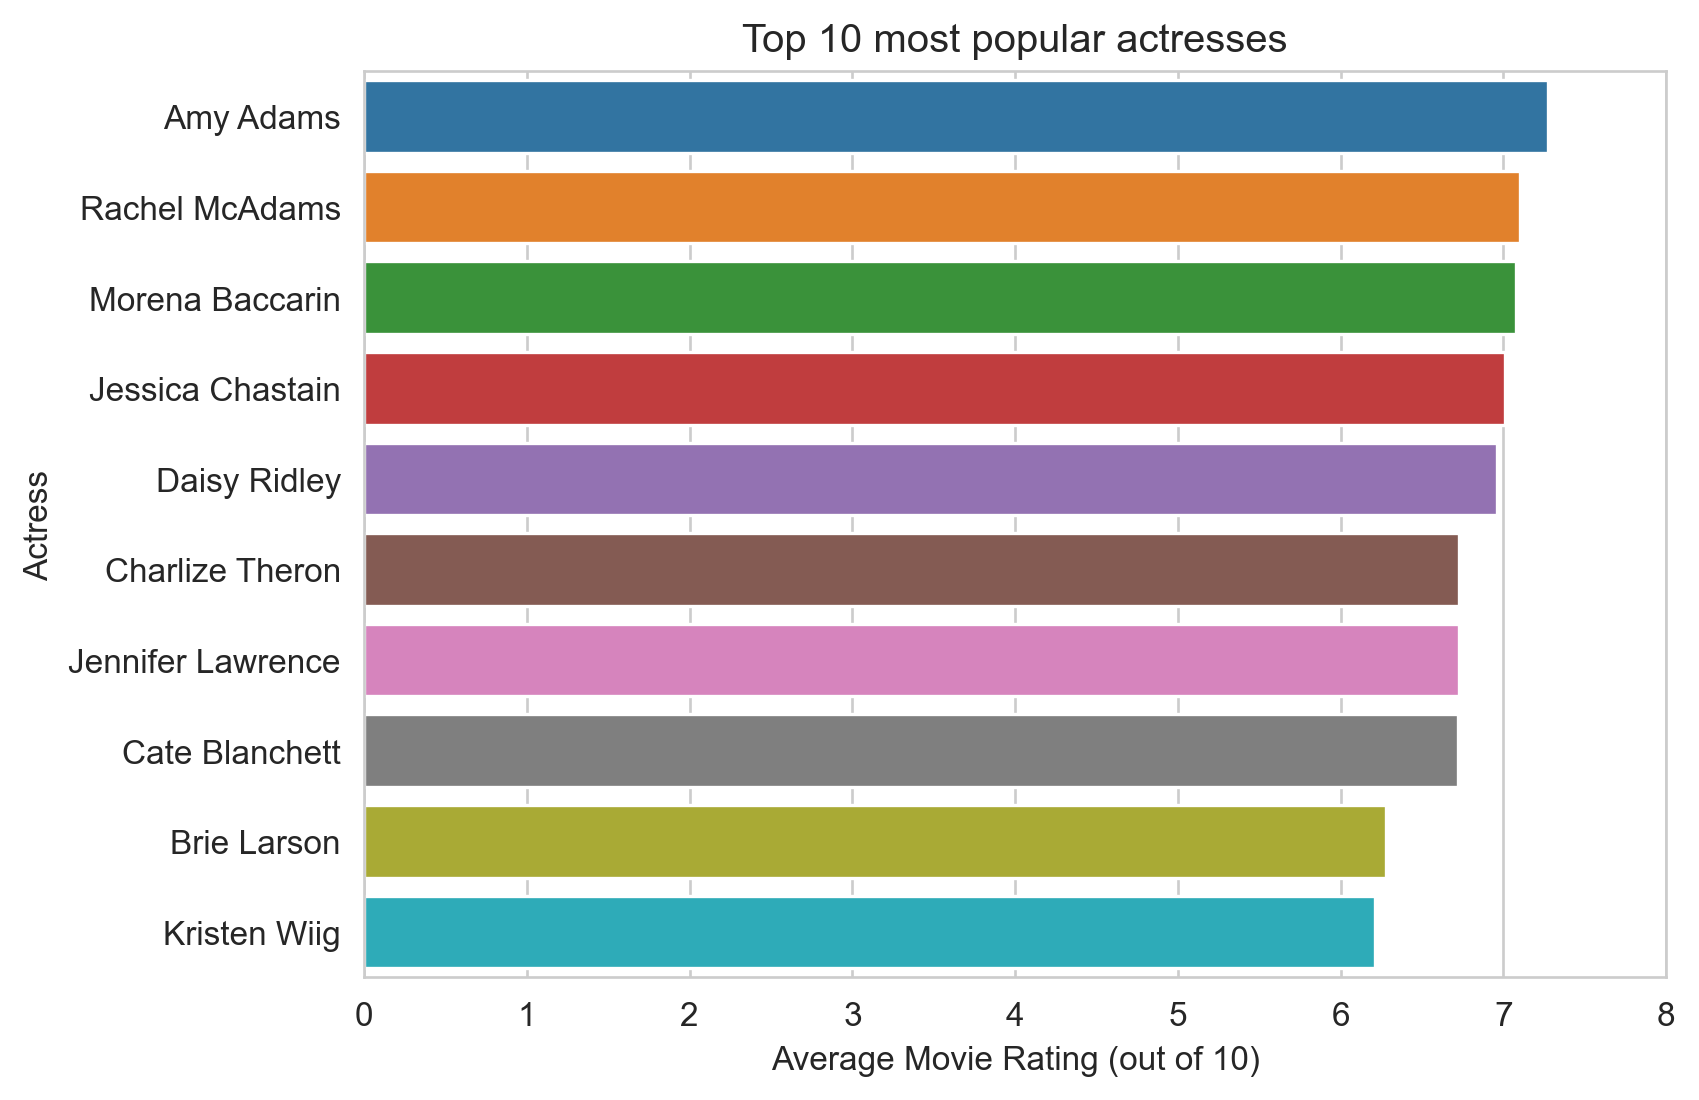 Top 10 most popular actresses
Actress
Amy Adams
Rachel McAdams
Morena Baccarin
Jessica Chastain
Daisy Ridley
Charlize Theron
Jennifer Lawrence
Cate Blanchett
Brie Larson
Kristen Wiig
0 1 2 3 4 5 6 7 8
Average Movie Rating (out of 10)